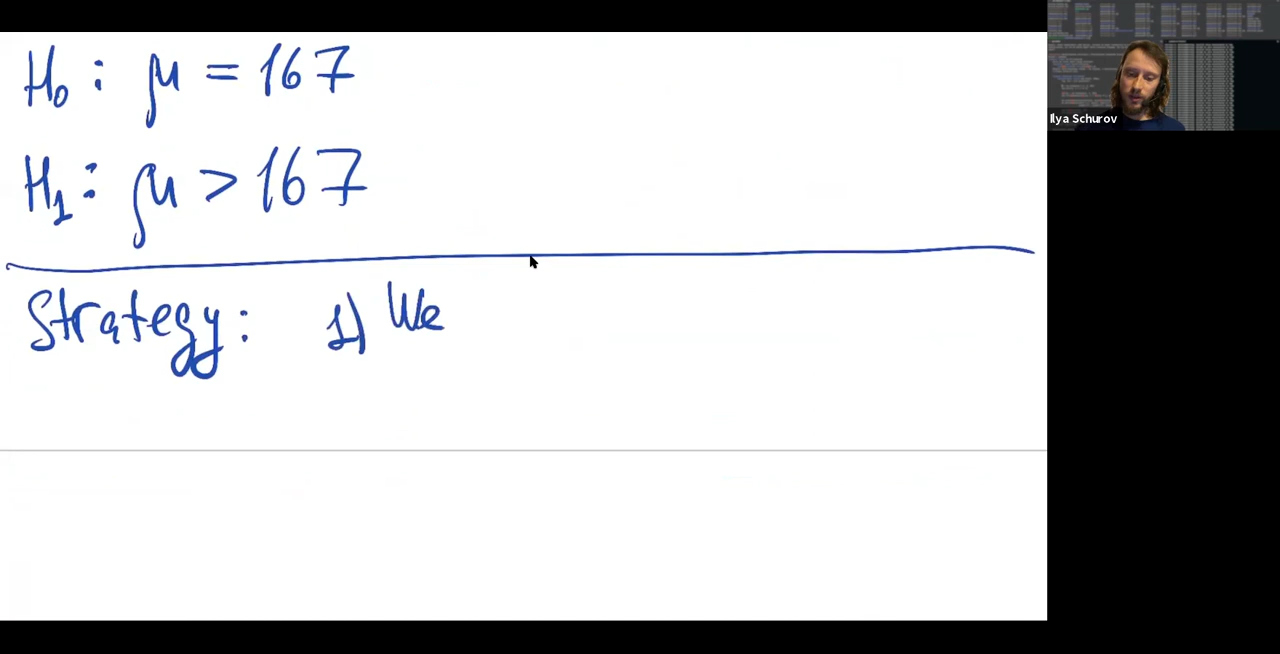 H₀ : μ = 167
H₁ : μ > 167
Strategy: 1) We
Ilya Schurov